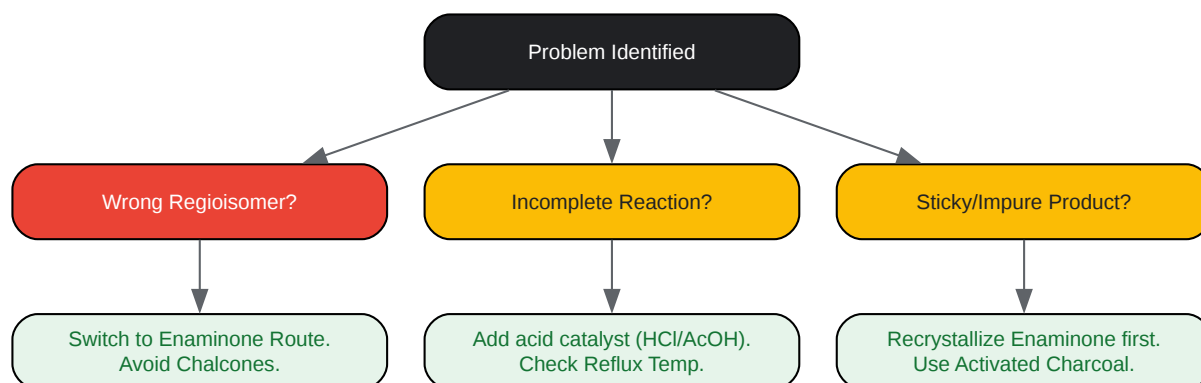 Problem Identified
Wrong Regioisomer?
Incomplete Reaction?
Sticky/Impure Product?
Switch to Enaminone Route.
Avoid Chalcones.
Add acid catalyst (HCl/AcOH).
Check Reflux Temp.
Recrystallize Enaminone first.
Use Activated Charcoal.